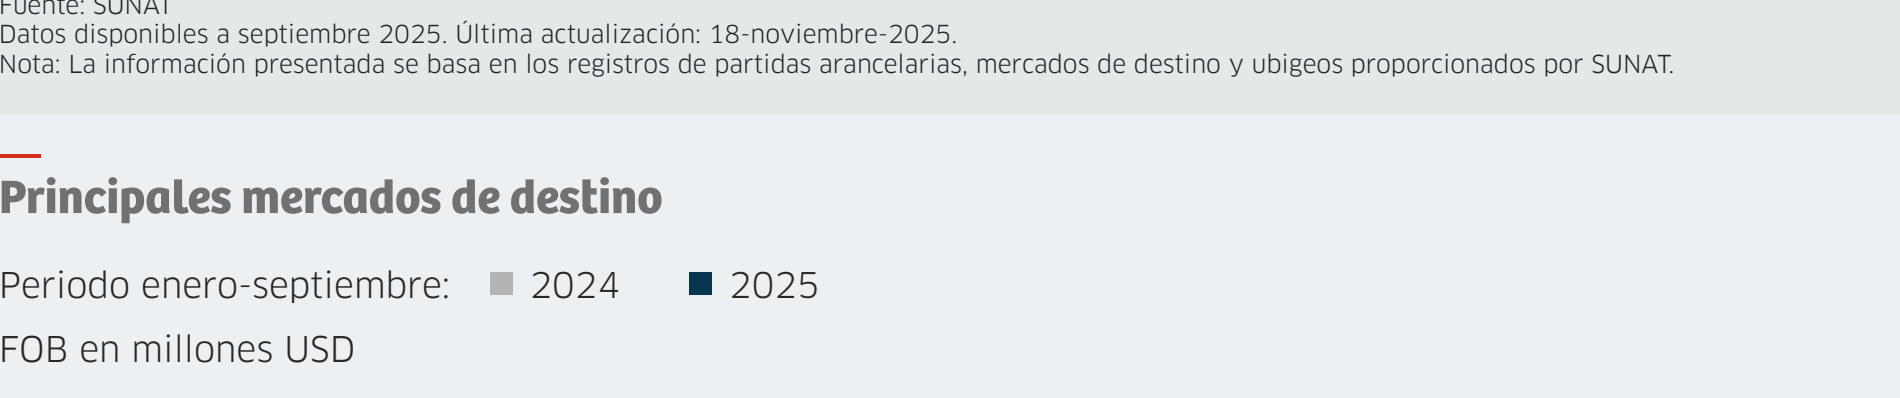 Fuente: SUNAT
Datos disponibles a septiembre 2025. Última actualización: 18-noviembre-2025.
Nota: La información presentada se basa en los registros de partidas arancelarias, mercados de destino y ubigeos proporcionados por SUNAT.
Principales mercados de destino
Periodo enero-septiembre: 2024 2025
FOB en millones USD